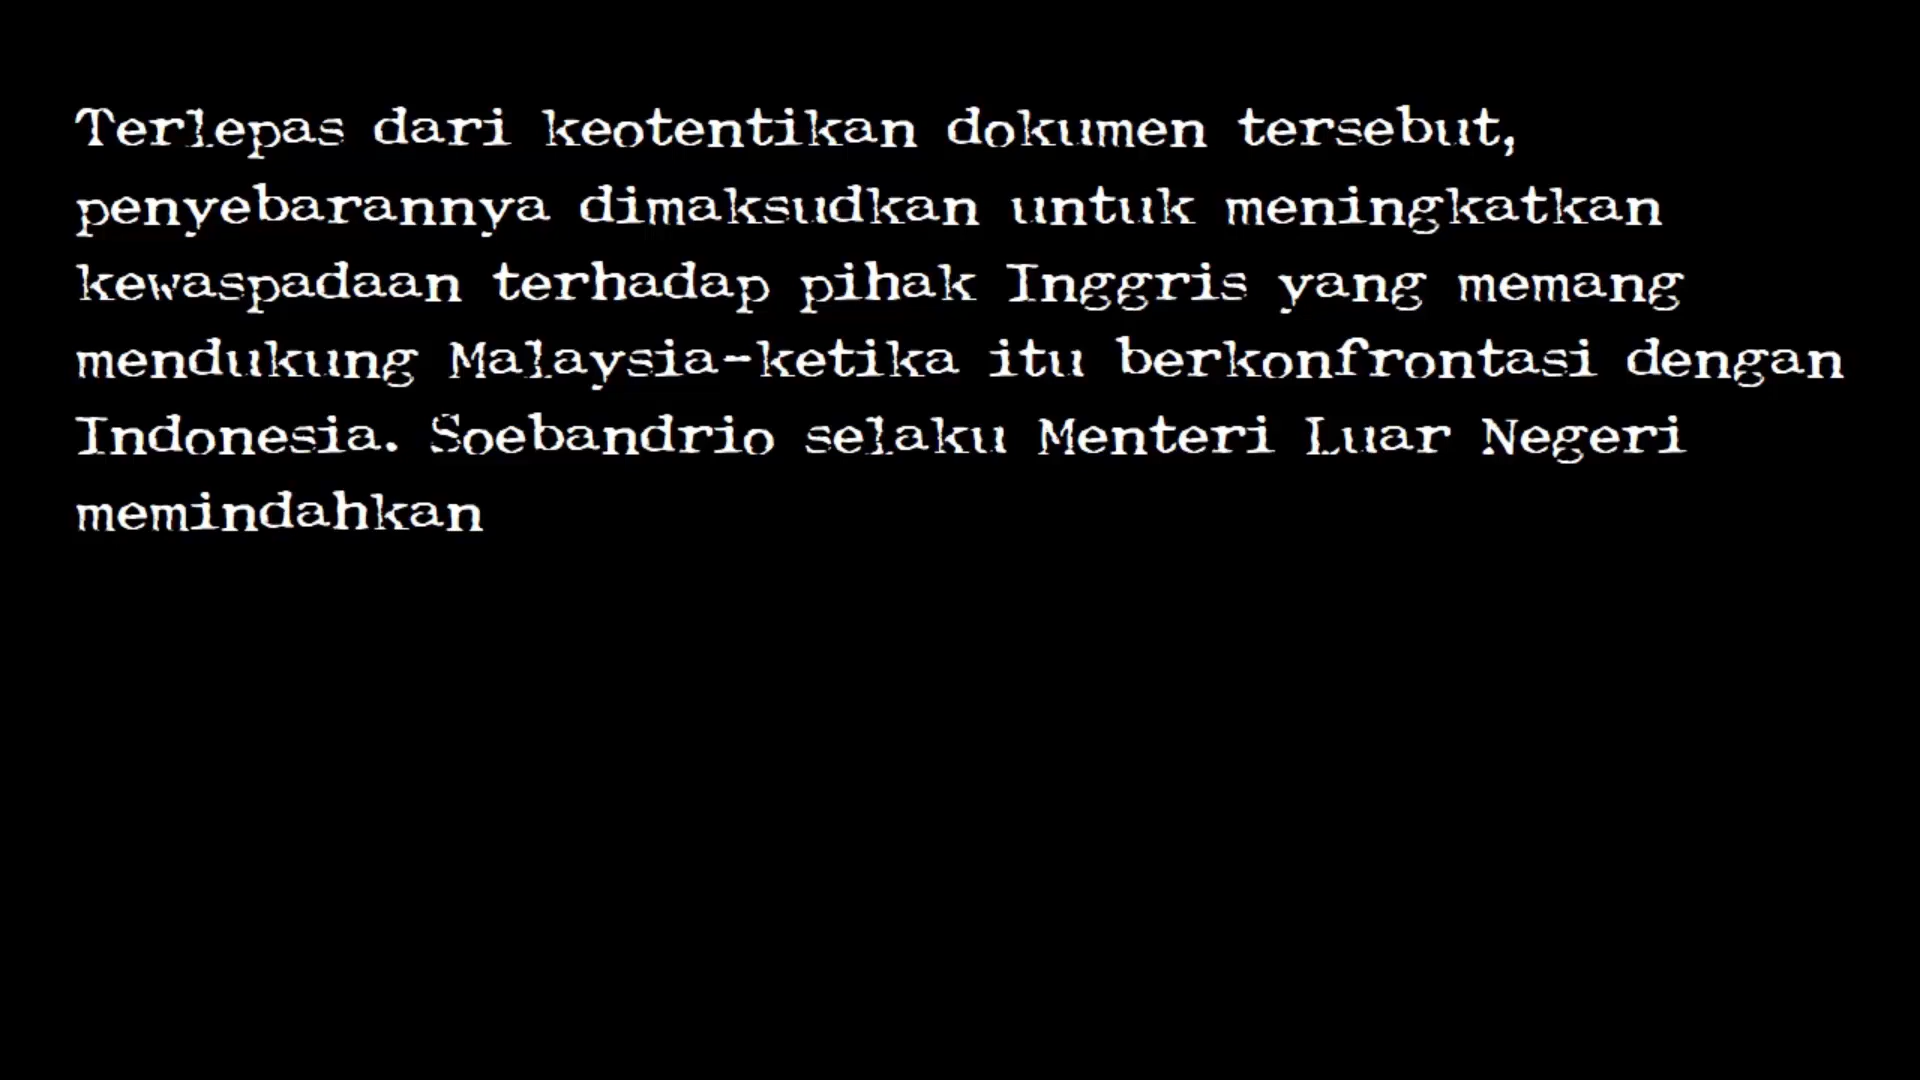 Terlepas dari keotentikan dokumen tersebut,
penyebarannya dimaksudkan untuk meningkatkan
kewaspadaan terhadap pihak Inggris yang memang
mendukung Malaysia-ketika itu berkonfrontasi dengan
Indonesia. Soebandrio selaku Menteri Luar Negeri
memindahkan